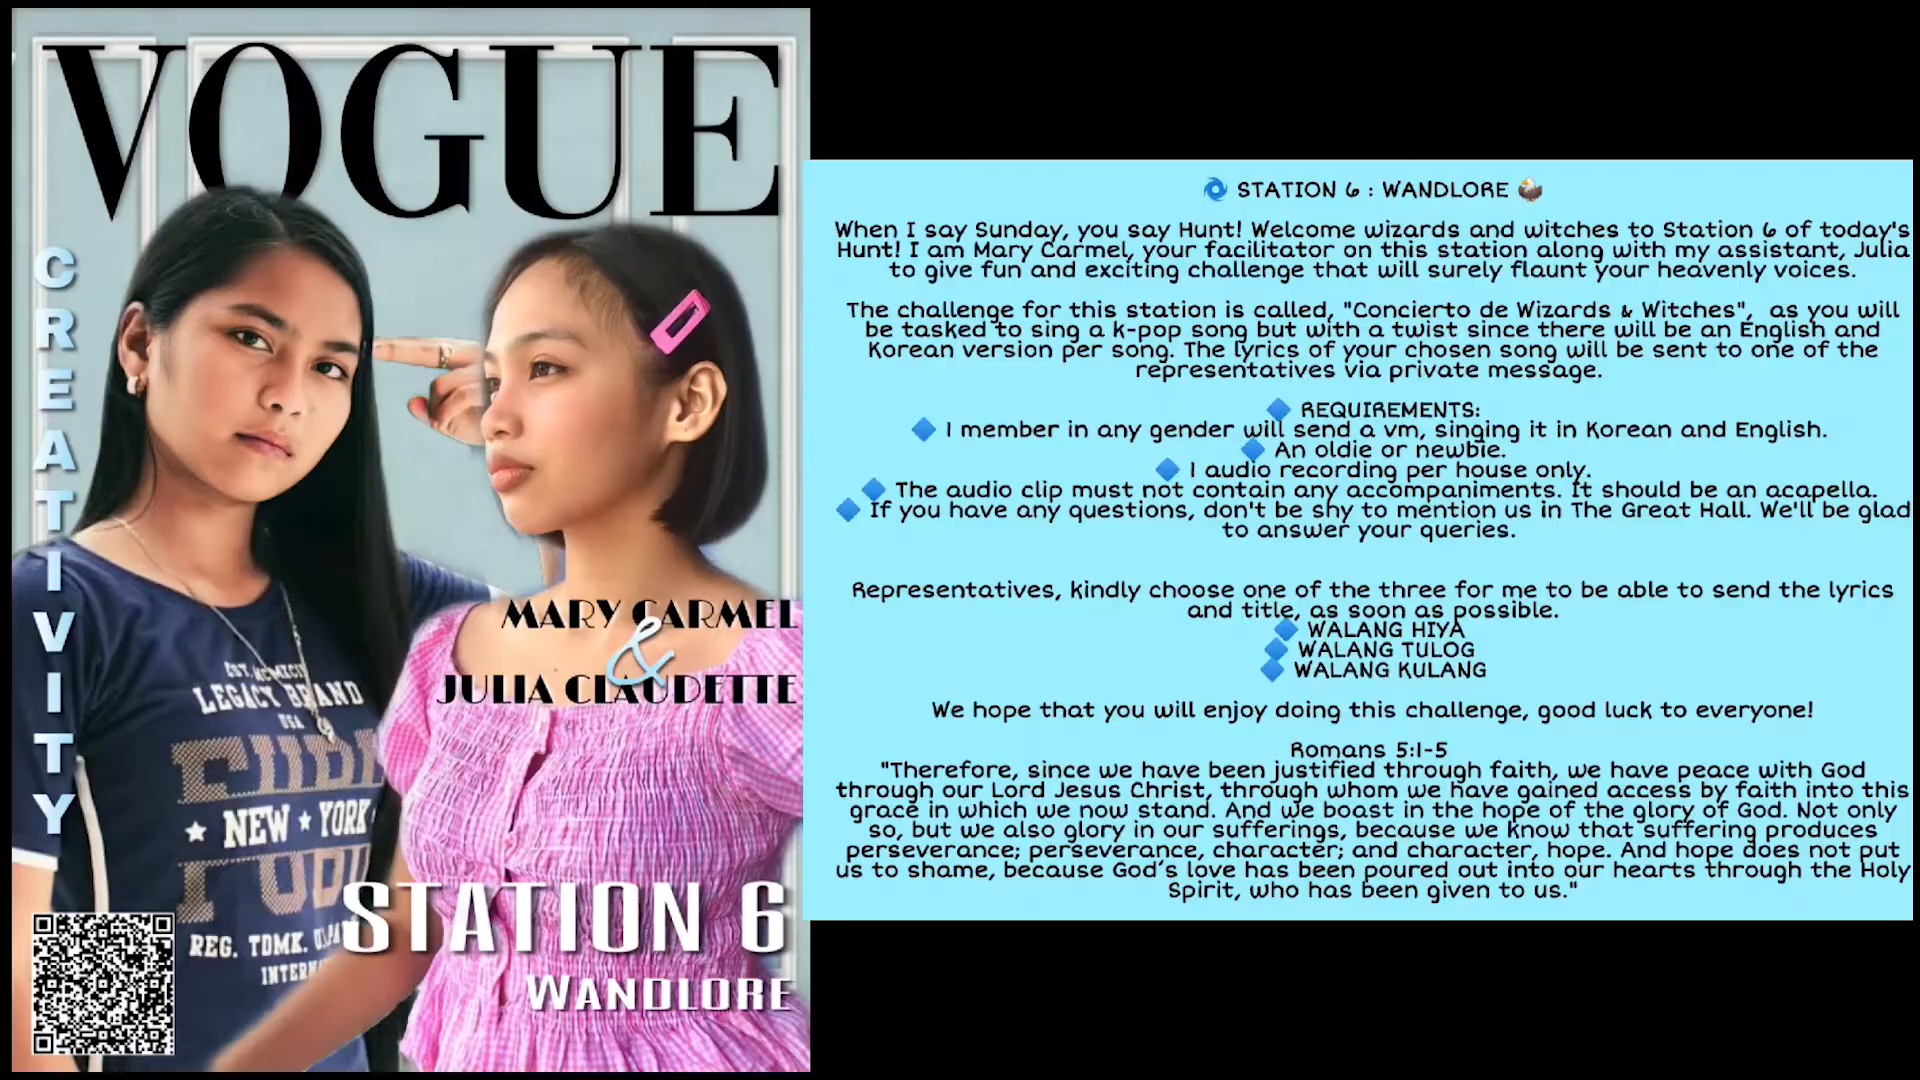 VOGUE
CREATIVITY
LEGACY BRAND
USA
NEW ★ YORK
REG. TDMK.
MARY CARMEL
&
JULIA CLAUDETTE
STATION 6
WANDLORE
🌀 STATION 6 : WANDLORE
When I say Sunday, you say Hunt! Welcome wizards and witches to Station 6 of today's
Hunt! I am Mary Carmel, your facilitator on this station along with my assistant, Julia
to give fun and exciting challenge that will surely flaunt your heavenly voices.
The challenge for this station is called, "Concierto de Wizards & Witches", as you will
be tasked to sing a k-pop song but with a twist since there will be an English and
Korean version per song. The lyrics of your chosen song will be sent to one of the
representatives via private message.
🔷 REQUIREMENTS:
🔷 1 member in any gender will send a vm, singing it in Korean and English.
🔷 An oldie or newbie.
🔷 1 audio recording per house only.
🔷 The audio clip must not contain any accompaniments. It should be an acapella.
🔷 If you have any questions, don't be shy to mention us in The Great Hall. We'll be glad
to answer your queries.
Representatives, kindly choose one of the three for me to be able to send the lyrics
and title, as soon as possible.
🔷 WALANG HIYA
🔷 WALANG TULOG
🔷 WALANG KULANG
We hope that you will enjoy doing this challenge, good luck to everyone!
Romans 5:1-5
"Therefore, since we have been justified through faith, we have peace with God
through our Lord Jesus Christ, through whom we have gained access by faith into this
grace in which we now stand. And we boast in the hope of the glory of God. Not only
so, but we also glory in our sufferings, because we know that suffering produces
perseverance; perseverance, character; and character, hope. And hope does not put
us to shame, because God's love has been poured out into our hearts through the Holy
Spirit, who has been given to us."